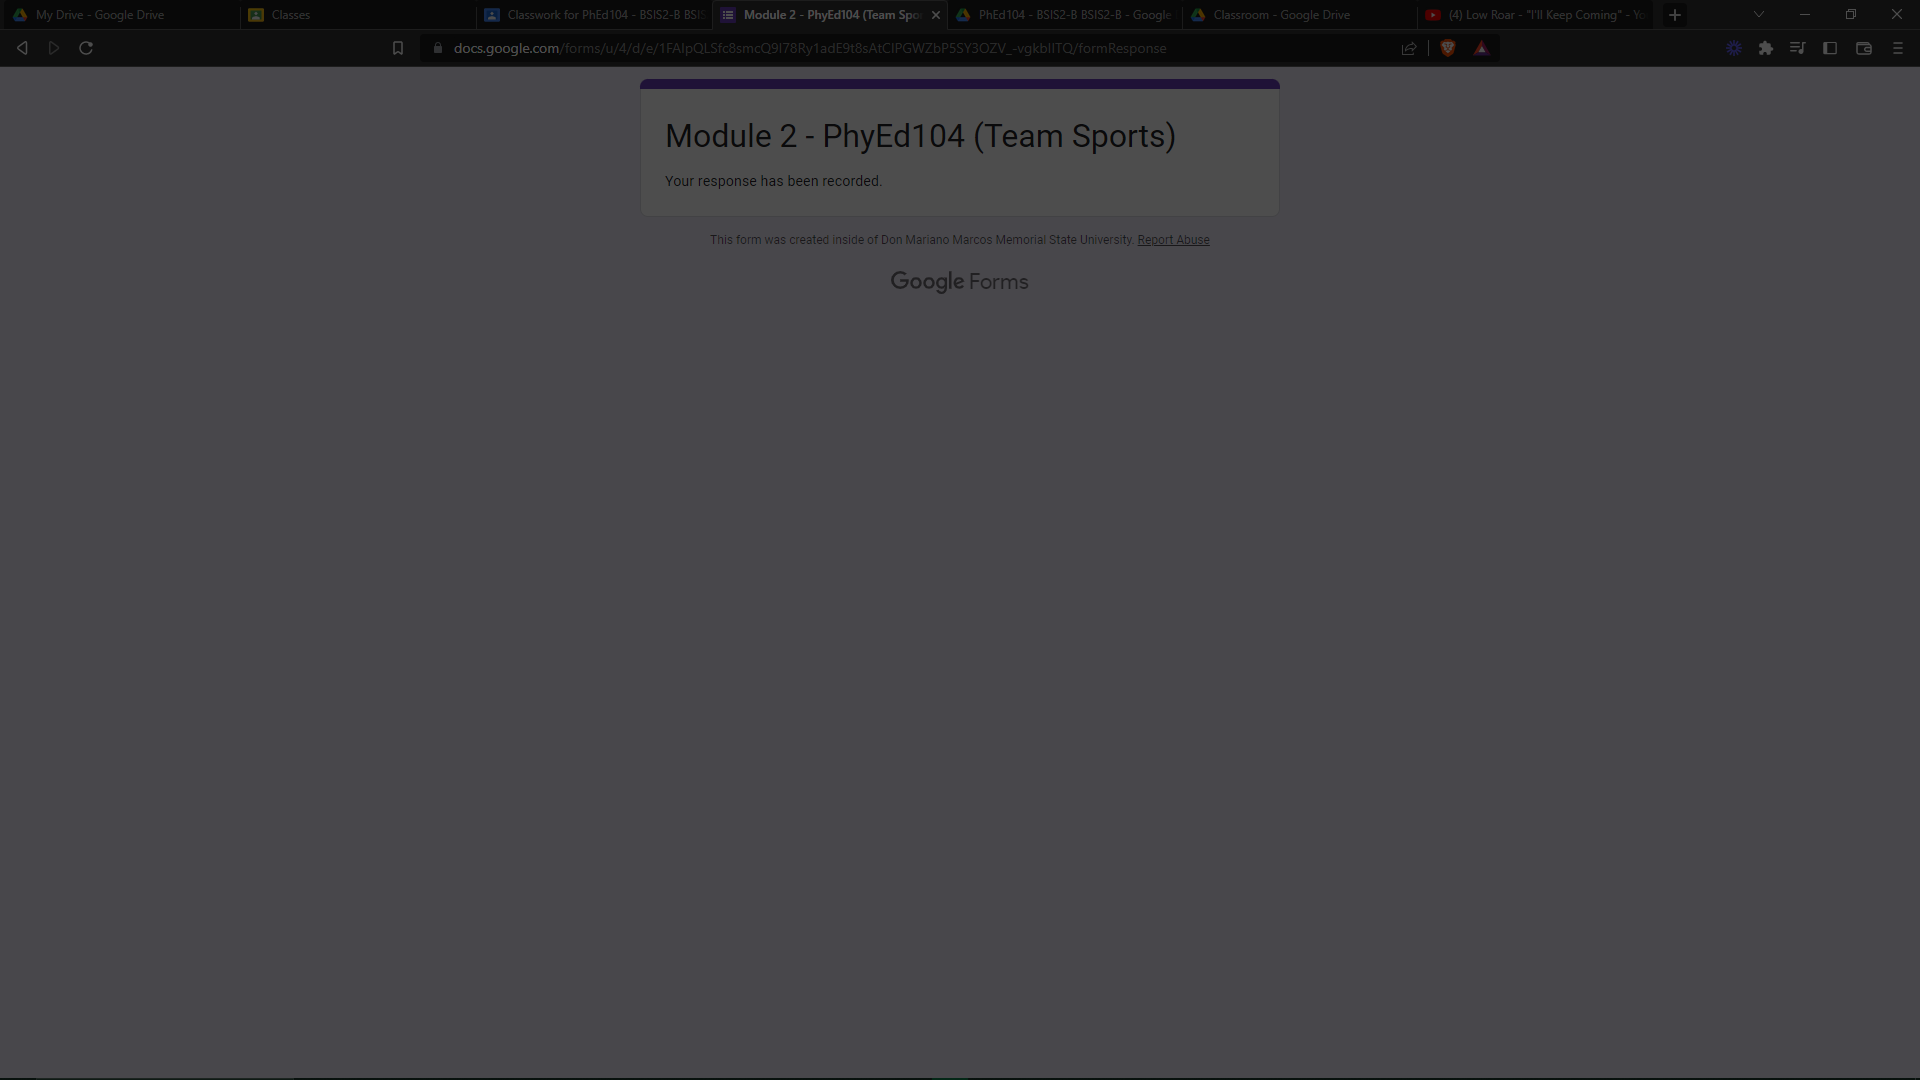 My Drive - Google Drive
Classes
Classwork for PhEd104 - BSIS2-B BSIS
Module 2 - PhyEd104 (Team Spo
PhEd104 - BSIS2-B BSIS2-B - Google
Classroom - Google Drive
(4) Low Roar - "I'll Keep Coming" - Yo
docs.google.com/forms/u/4/d/e/1FAIpQLSfc8smcQ9I78Ry1adE9t8sAtCIPGWZbP5SY3OZV_-vgkbIITQ/formResponse
Module 2 - PhyEd104 (Team Sports)
Your response has been recorded.
This form was created inside of Don Mariano Marcos Memorial State University. Report Abuse
Google Forms